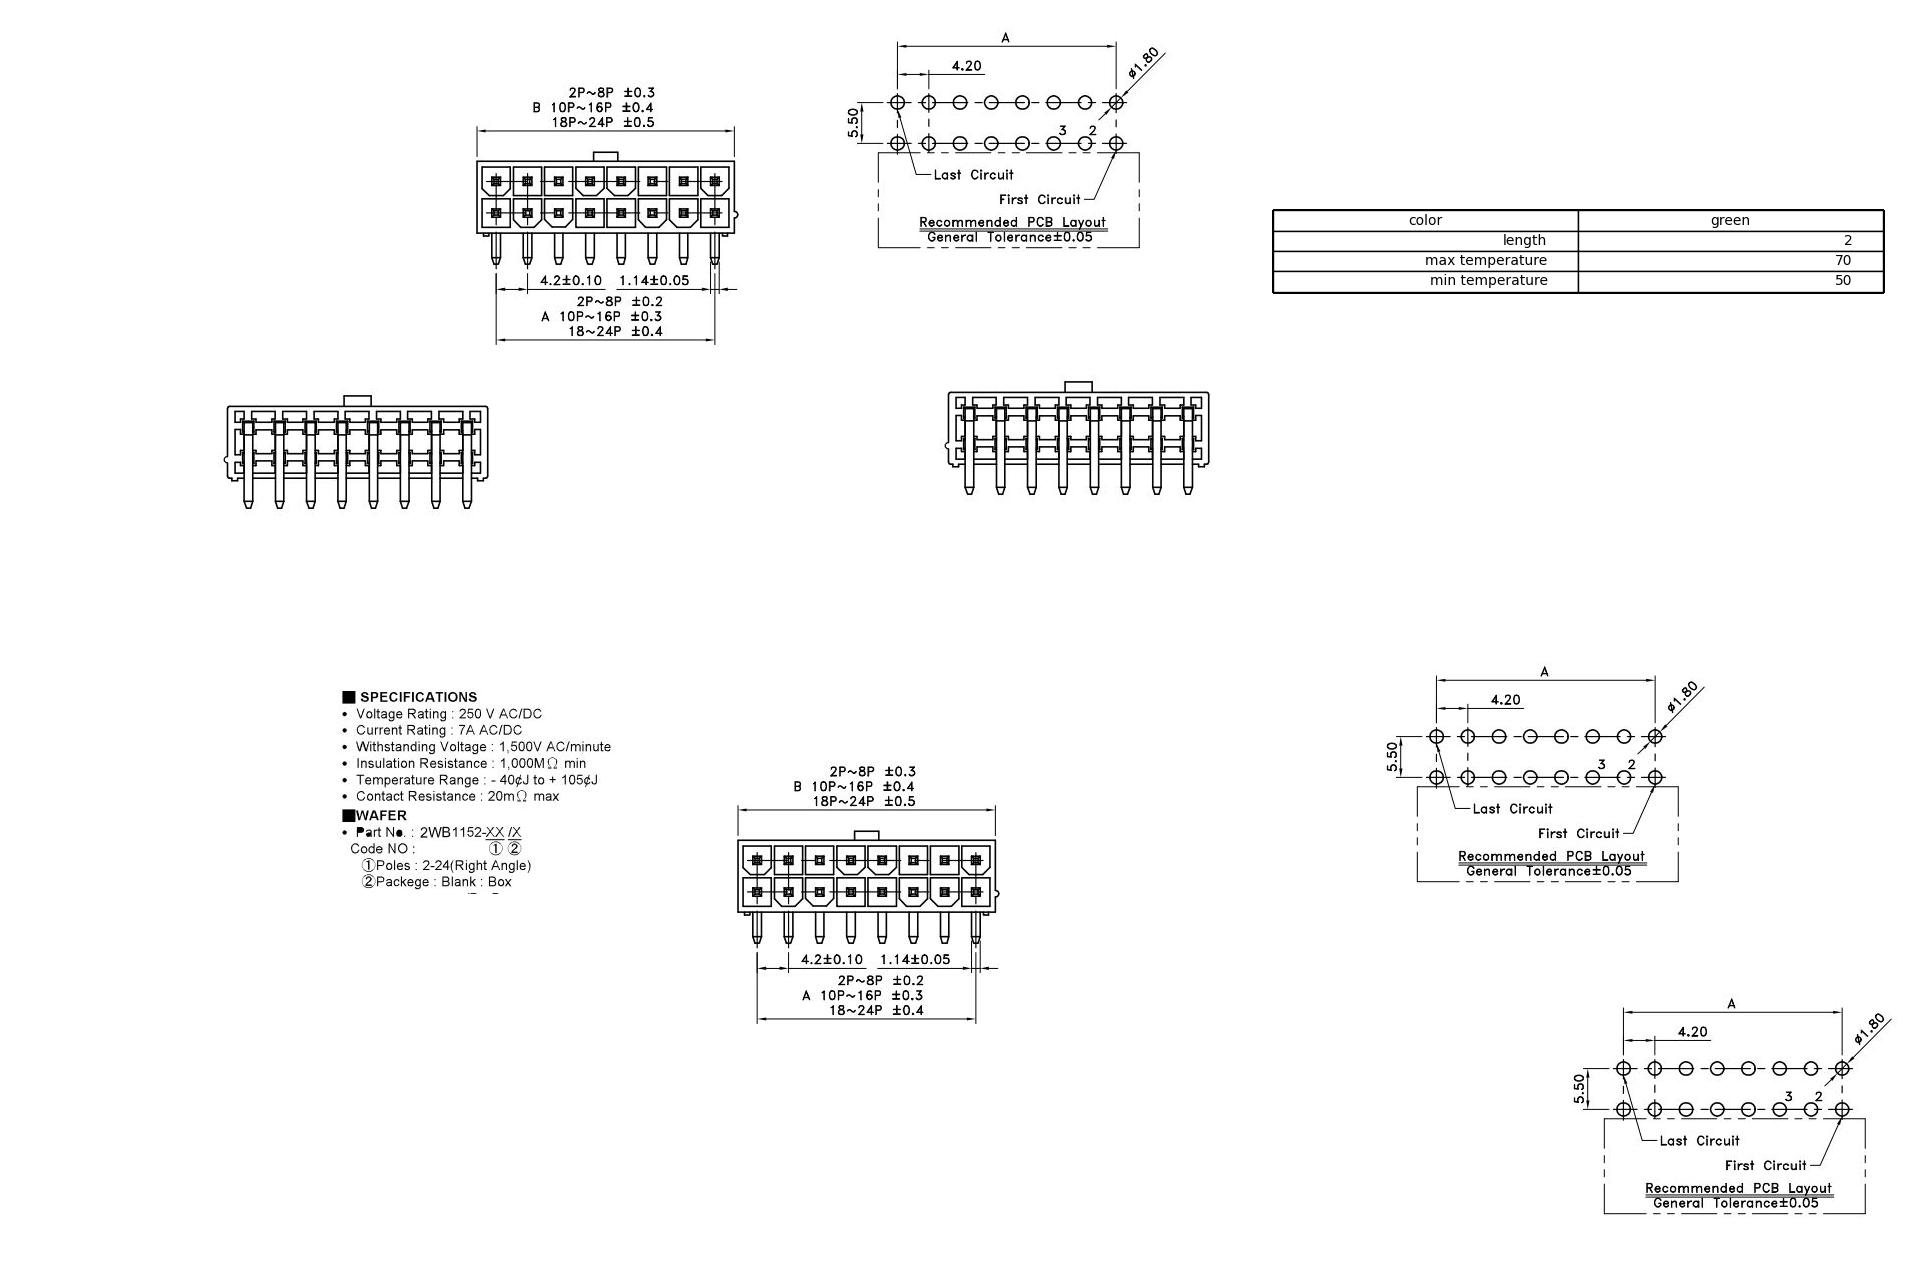 A
4.20
ø1.80
5.50
3 2
Last Circuit
First Circuit
Recommended PCB Layout
General Tolerance±0.05
2P~8P ±0.3
B 10P~16P ±0.4
18P~24P ±0.5
4.2±0.10 1.14±0.05
2P~8P ±0.2
A 10P~16P ±0.3
18~24P ±0.4
color green
length 2
max temperature 70
min temperature 50
■ SPECIFICATIONS
• Voltage Rating : 250 V AC/DC
• Current Rating : 7A AC/DC
• Withstanding Voltage : 1,500V AC/minute
• Insulation Resistance : 1,000MΩ min
• Temperature Range : - 40¢J to + 105¢J
• Contact Resistance : 20mΩ max
■WAFER
• Part No. : 2WB1152-XX /X
Code NO : ① ②
①Poles : 2-24(Right Angle)
②Packege : Blank : Box
2P~8P ±0.3
B 10P~16P ±0.4
18P~24P ±0.5
4.2±0.10 1.14±0.05
2P~8P ±0.2
A 10P~16P ±0.3
18~24P ±0.4
A
4.20
ø1.80
5.50
3 2
Last Circuit
First Circuit
Recommended PCB Layout
General Tolerance±0.05
A
4.20
ø1.80
5.50
3 2
Last Circuit
First Circuit
Recommended PCB Layout
General Tolerance±0.05